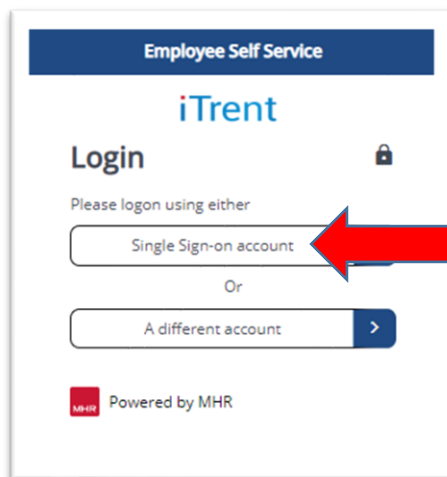 Employee Self Service
iTrent
Login
Please logon using either
Single Sign-on account
Or
A different account
MHR
Powered by MHR